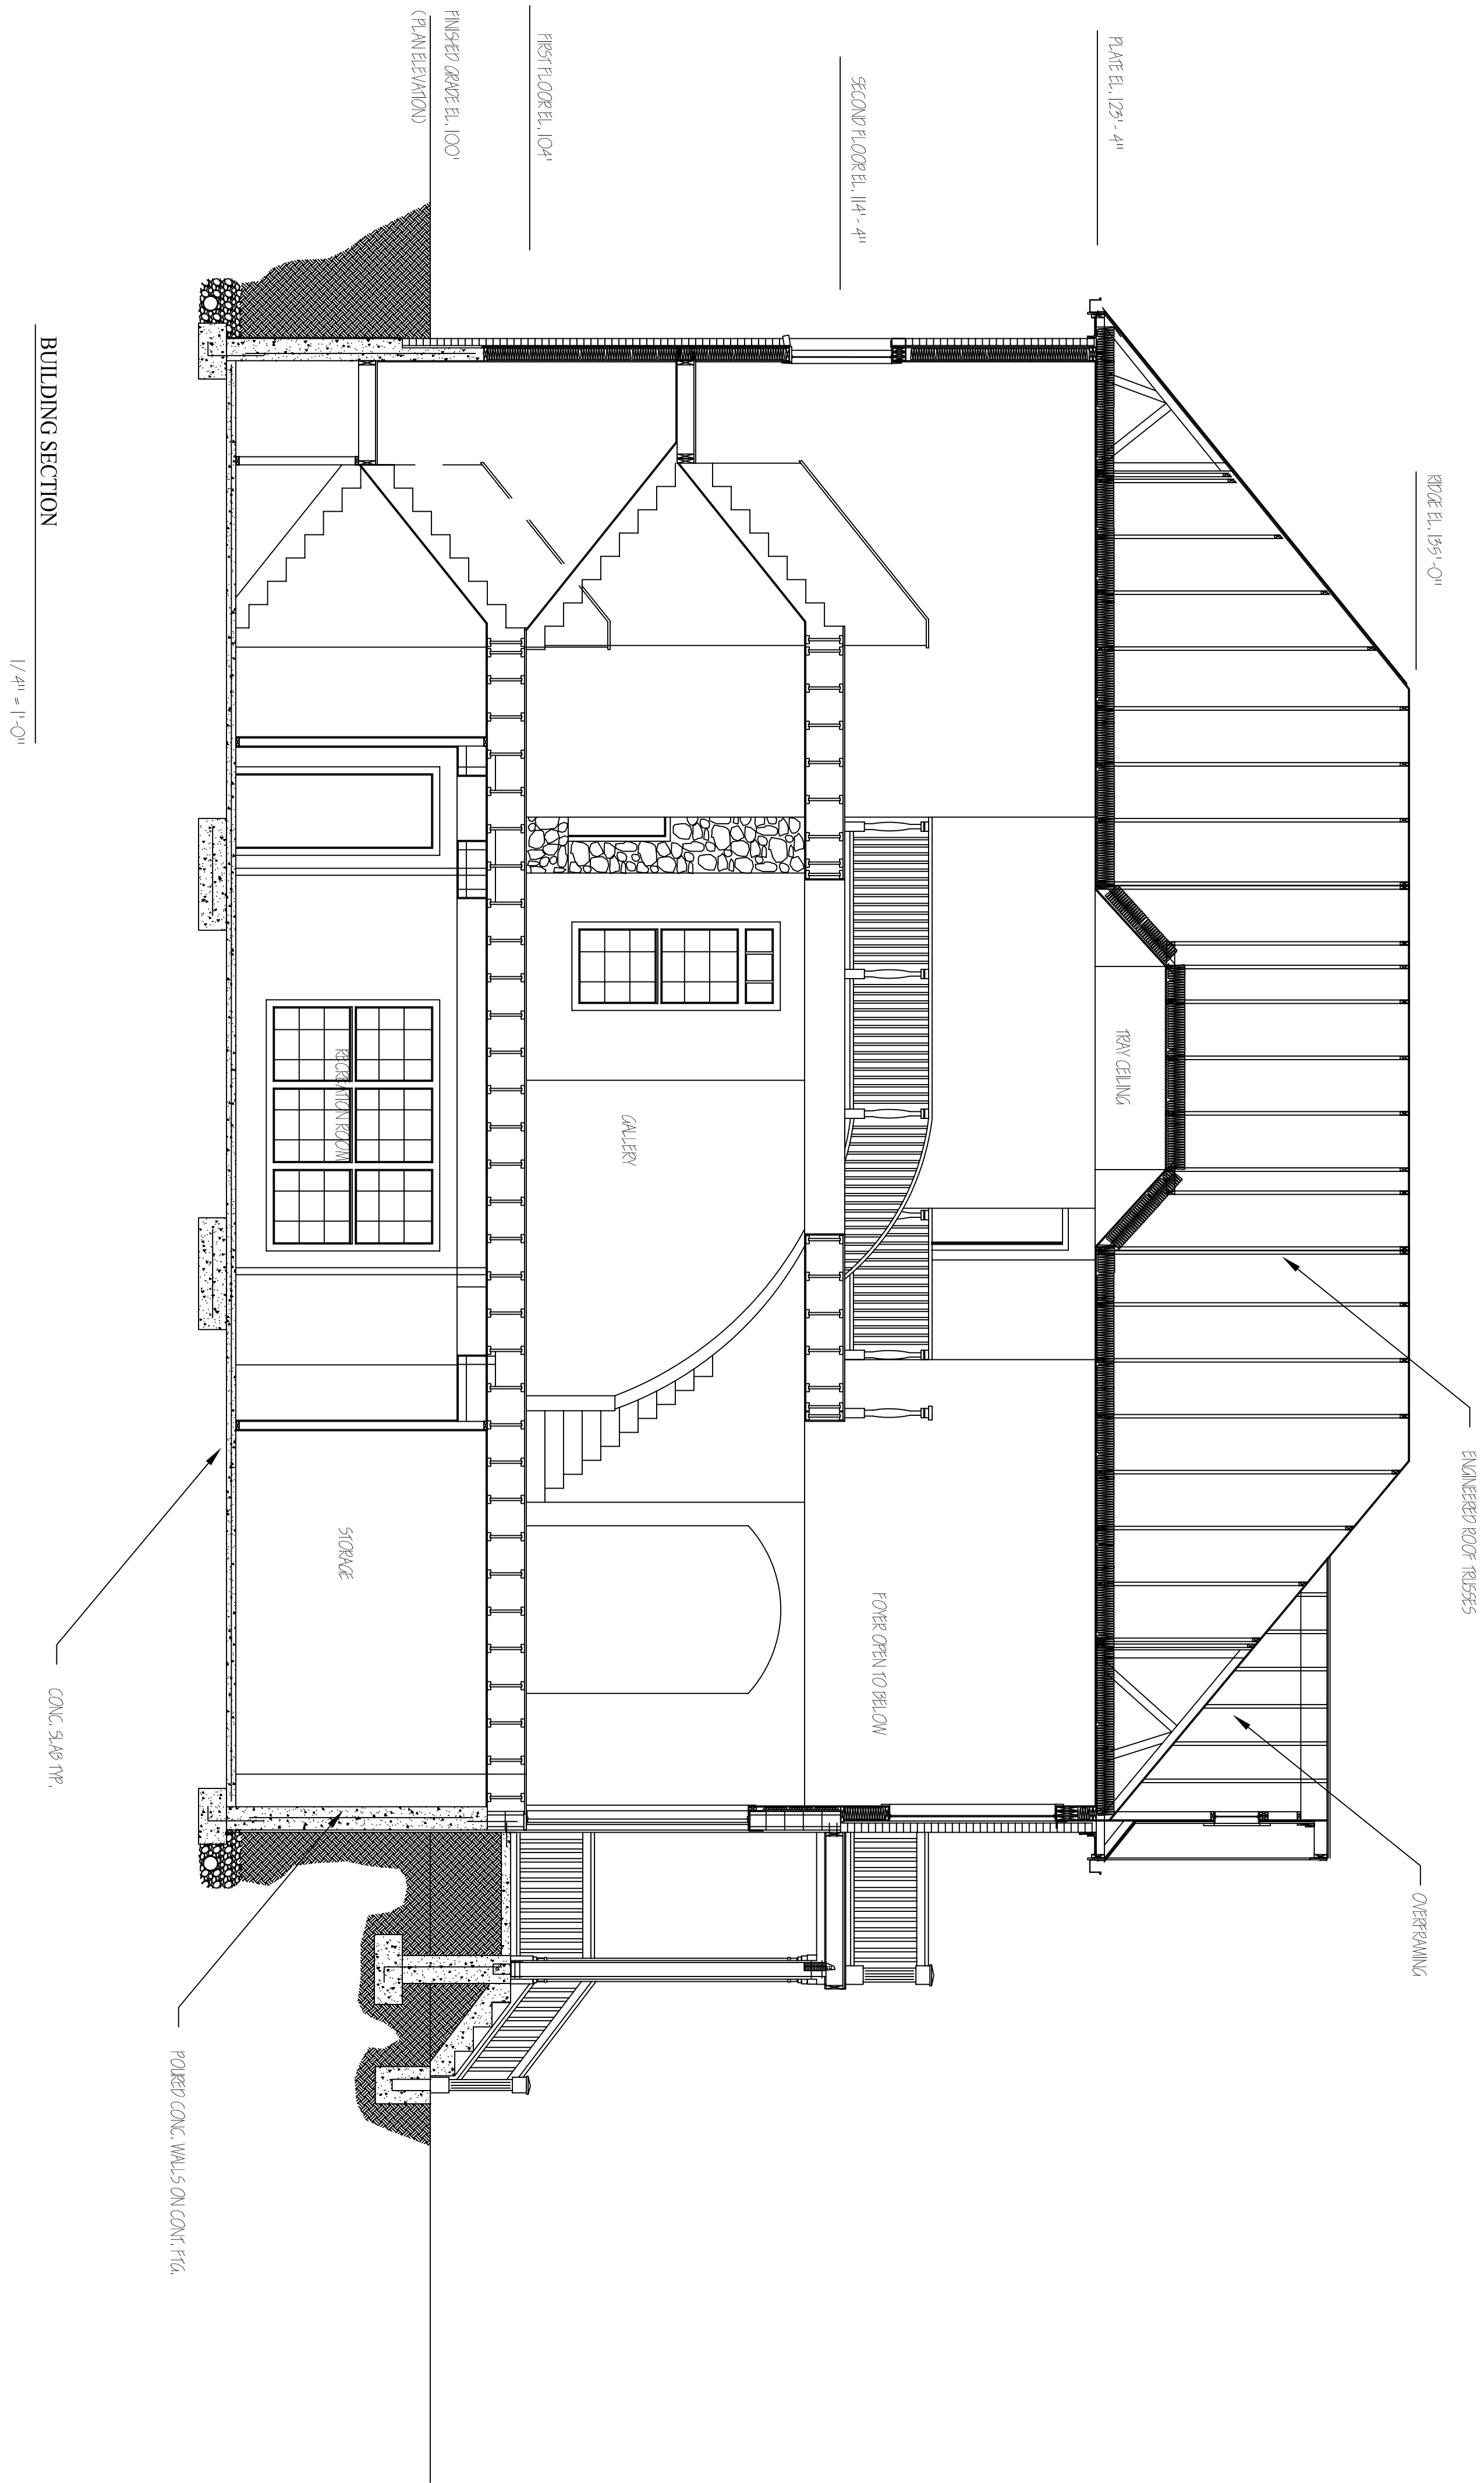 RIDGE EL. 135'-0"
ENGINEERED ROOF TRUSSES
OVERFRAMING
PLATE EL. 123' - 4"
TRAY CEILING
SECOND FLOOR EL. 114' - 4"
FOYER OPEN TO BELOW
FIRST FLOOR EL. 104'
GALLERY
FINISHED GRADE EL. 100'
( PLAN ELEVATION)
RECREATION ROOM
STORAGE
POURED CONC. WALLS ON CONT. FTG.
CONC. SLAB TYP.
BUILDING SECTION
1/4" = 1'-0"